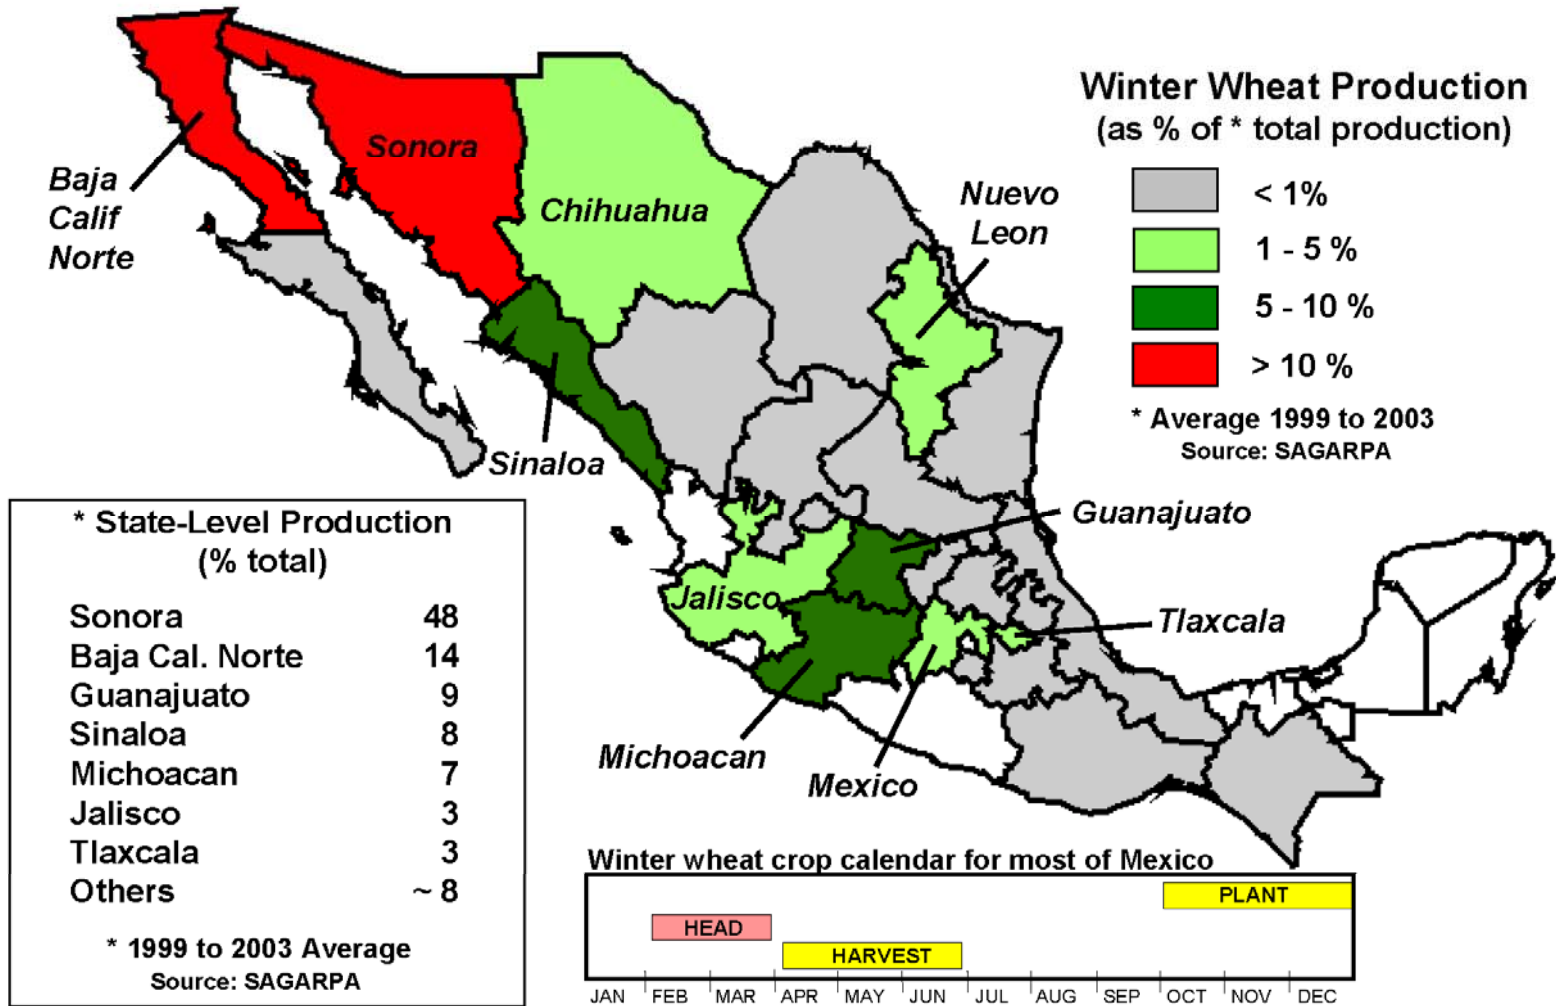 Winter Wheat Production
(as % of * total production)
< 1%
1 - 5 %
5 - 10 %
> 10 %
* Average 1999 to 2003
Source: SAGARPA
Baja
Calif
Norte
Sonora
Chihuahua
Nuevo
Leon
Sinaloa
Guanajuato
Jalisco
Tlaxcala
Michoacan
Mexico
* State-Level Production
(% total)
Sonora 48
Baja Cal. Norte 14
Guanajuato 9
Sinaloa 8
Michoacan 7
Jalisco 3
Tlaxcala 3
Others ~ 8
* 1999 to 2003 Average
Source: SAGARPA
Winter wheat crop calendar for most of Mexico
PLANT
HEAD
HARVEST
JAN FEB MAR APR MAY JUN JUL AUG SEP OCT NOV DEC